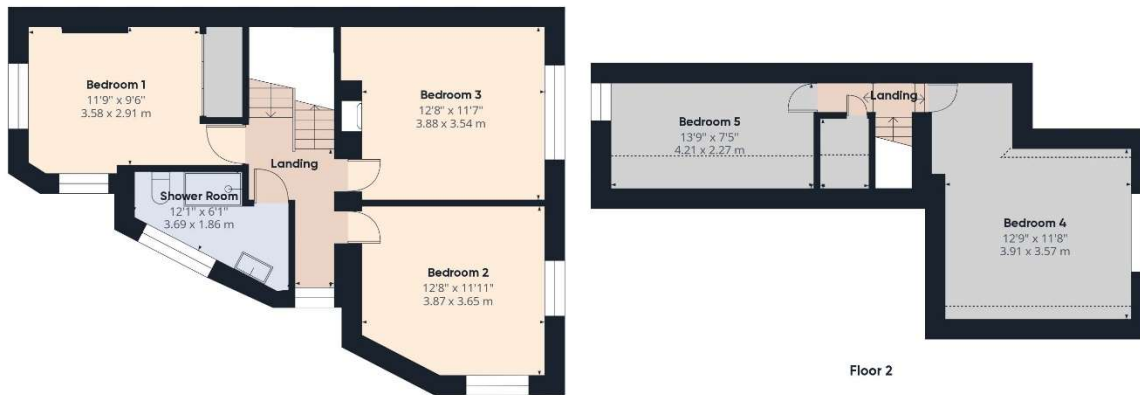 Bedroom 1
11'9" x 9'6"
3.58 x 2.91 m
Bedroom 3
12'8" x 11'7"
3.88 x 3.54 m
Landing
Shower Room
12'1" x 6'1"
3.69 x 1.86 m
Bedroom 2
12'8" x 11'11"
3.87 x 3.65 m
Landing
Bedroom 5
13'9" x 7'5"
4.21 x 2.27 m
Bedroom 4
12'9" x 11'8"
3.91 x 3.57 m
Floor 2